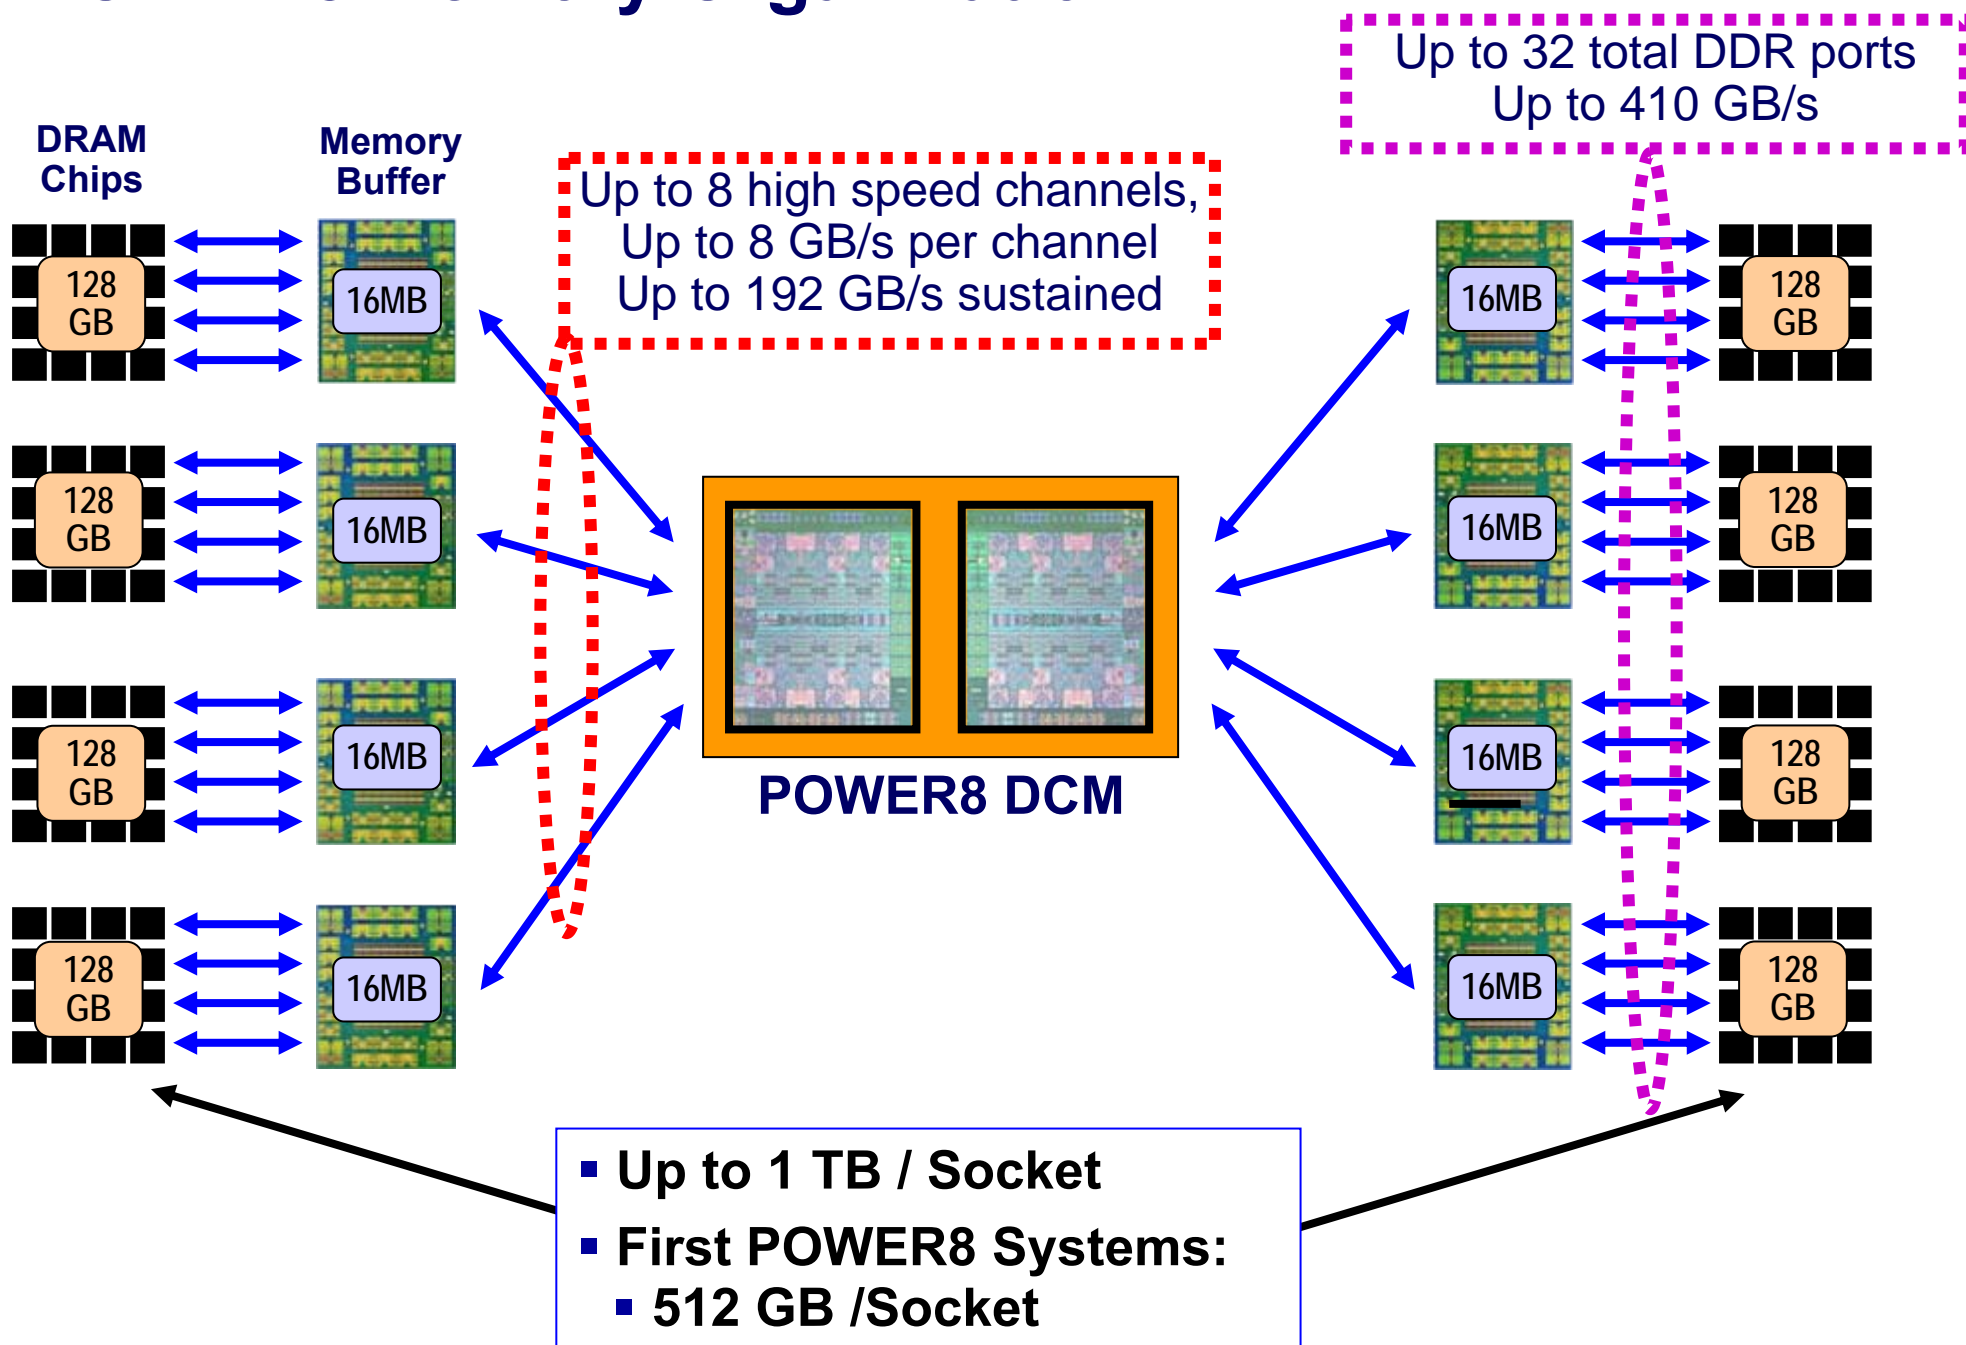 Up to 32 total DDR ports
Up to 410 GB/s
DRAM
Chips
Memory
Buffer
Up to 8 high speed channels,
Up to 8 GB/s per channel
Up to 192 GB/s sustained
128
GB
16MB
16MB
128
GB
128
GB
16MB
16MB
128
GB
128
GB
16MB
16MB
128
GB
128
GB
16MB
16MB
128
GB
POWER8 DCM
▪ Up to 1 TB / Socket
▪ First POWER8 Systems:
▪ 512 GB /Socket